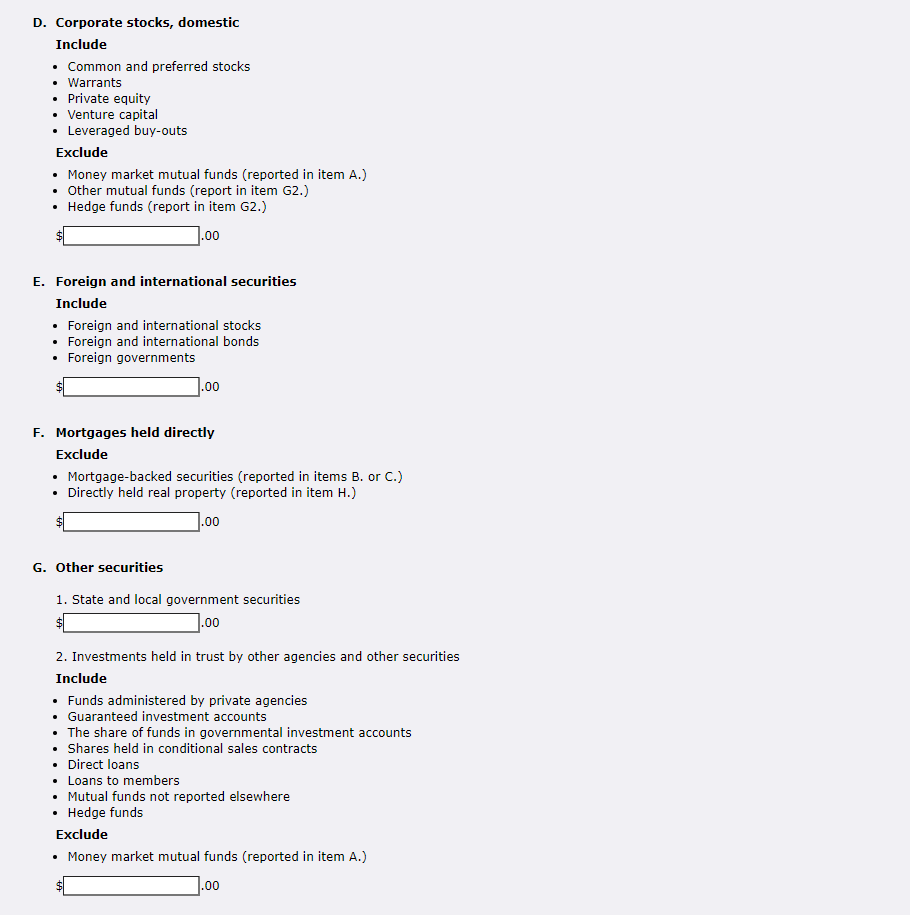 D. Corporate stocks, domestic
Include
• Common and preferred stocks
• Warrants
• Private equity
• Venture capital
• Leveraged buy-outs
Exclude
• Money market mutual funds (reported in item A.)
• Other mutual funds (report in item G2.)
• Hedge funds (report in item G2.)
$ .00
E. Foreign and international securities
Include
• Foreign and international stocks
• Foreign and international bonds
• Foreign governments
$ .00
F. Mortgages held directly
Exclude
• Mortgage-backed securities (reported in items B. or C.)
• Directly held real property (reported in item H.)
$ .00
G. Other securities
1. State and local government securities
$ .00
2. Investments held in trust by other agencies and other securities
Include
• Funds administered by private agencies
• Guaranteed investment accounts
• The share of funds in governmental investment accounts
• Shares held in conditional sales contracts
• Direct loans
• Loans to members
• Mutual funds not reported elsewhere
• Hedge funds
Exclude
• Money market mutual funds (reported in item A.)
$ .00